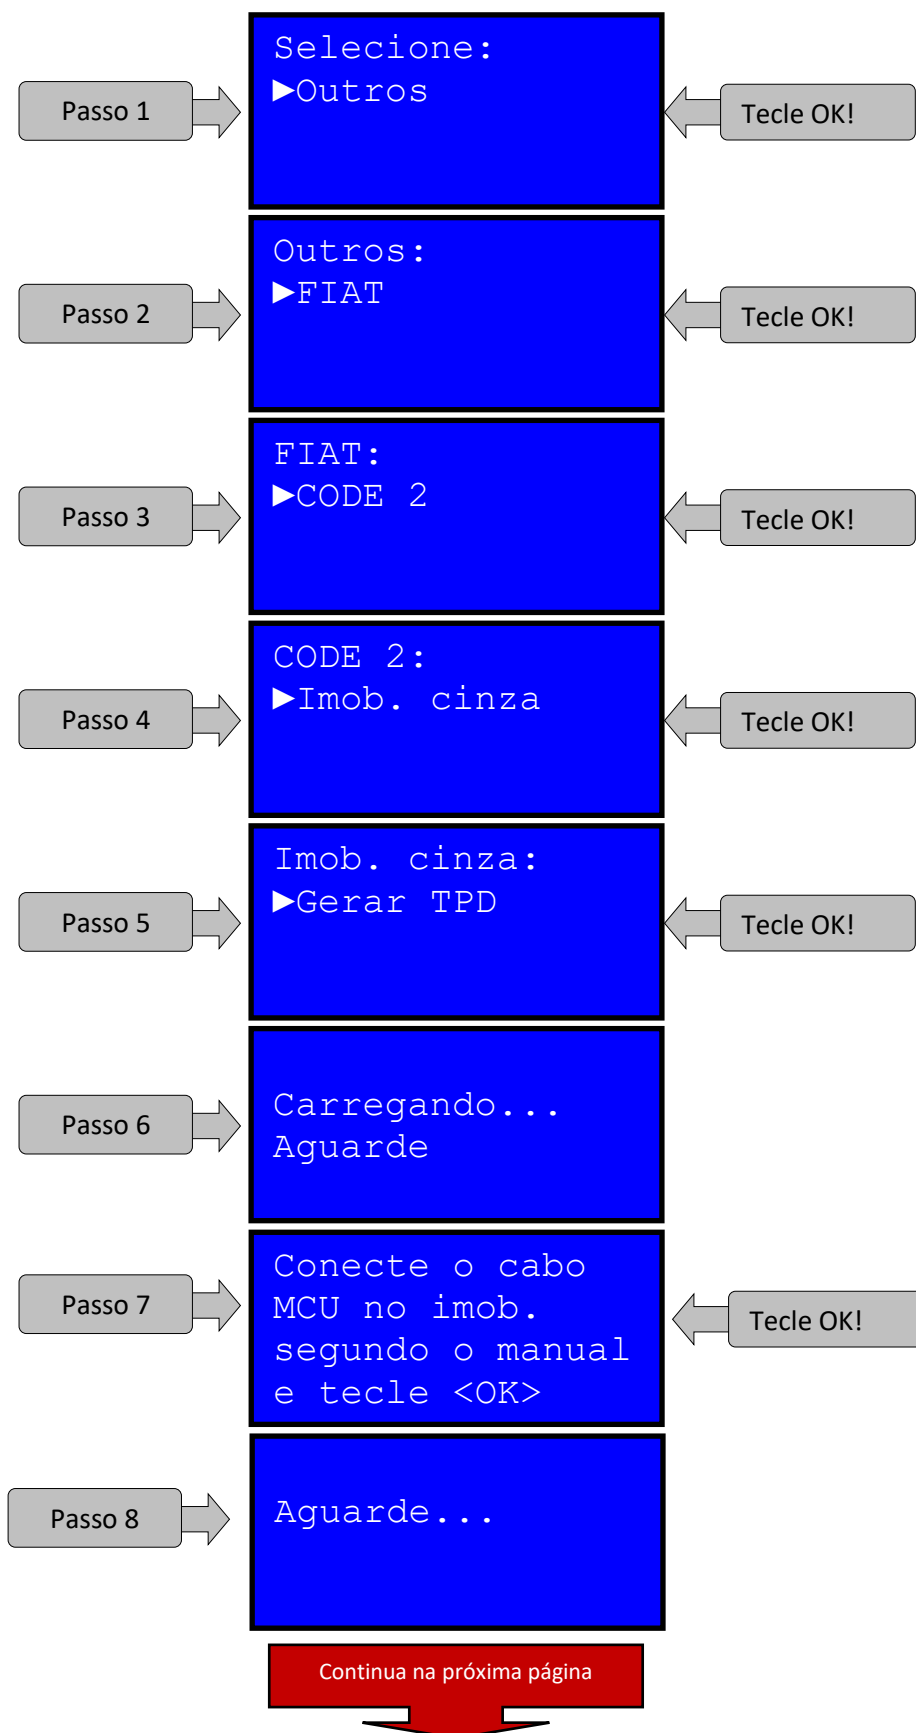 Selecione:
Passo 1
►Outros
Tecle OK!
Outros:
Passo 2
►FIAT
Tecle OK!
FIAT:
Passo 3
►CODE 2
Tecle OK!
CODE 2:
Passo 4
►Imob. cinza
Tecle OK!
Imob. cinza:
Passo 5
►Gerar TPD
Tecle OK!
Passo 6
Carregando...
Aguarde
Passo 7
Conecte o cabo
MCU no imob.
segundo o manual
e tecle <OK>
Tecle OK!
Passo 8
Aguarde...
Continua na próxima página